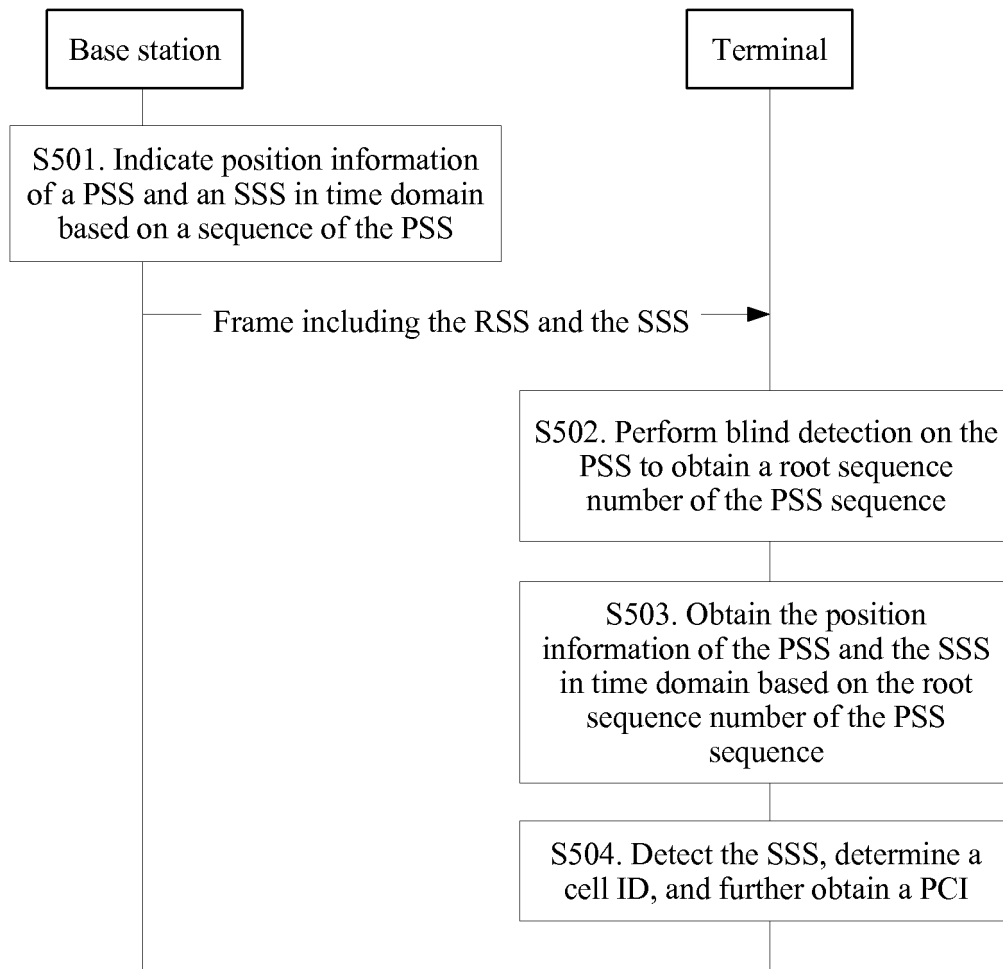 Base station
Terminal
S501. Indicate position information
of a PSS and an SSS in time domain
based on a sequence of the PSS
Frame including the RSS and the SSS
S502. Perform blind detection on the
PSS to obtain a root sequence
number of the PSS sequence
S503. Obtain the position
information of the PSS and the SSS
in time domain based on the root
sequence number of the PSS
sequence
S504. Detect the SSS, determine a
cell ID, and further obtain a PCI